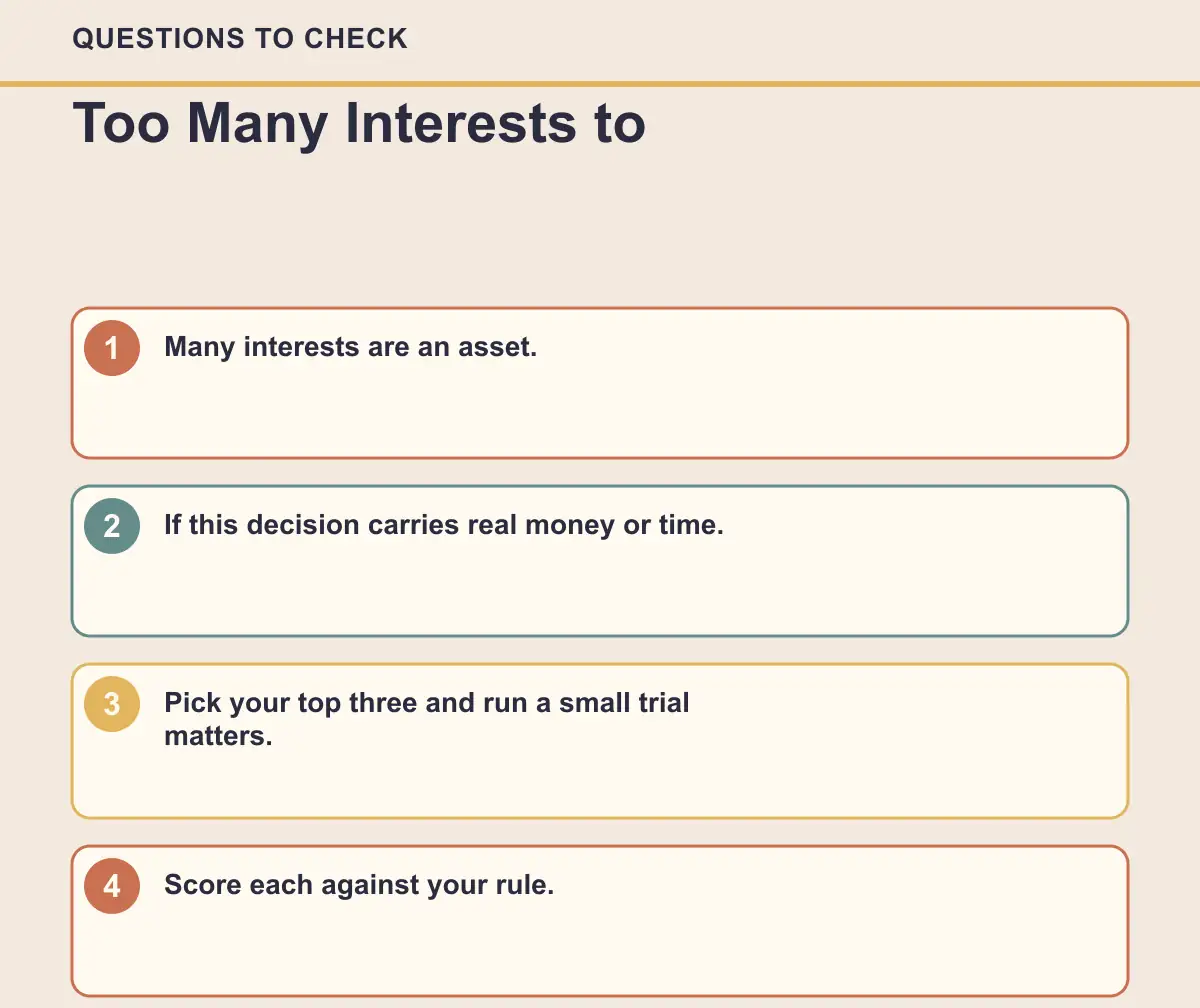 QUESTIONS TO CHECK
Too Many Interests to
1
Many interests are an asset.
2
If this decision carries real money or time.
3
Pick your top three and run a small trial
matters.
4
Score each against your rule.